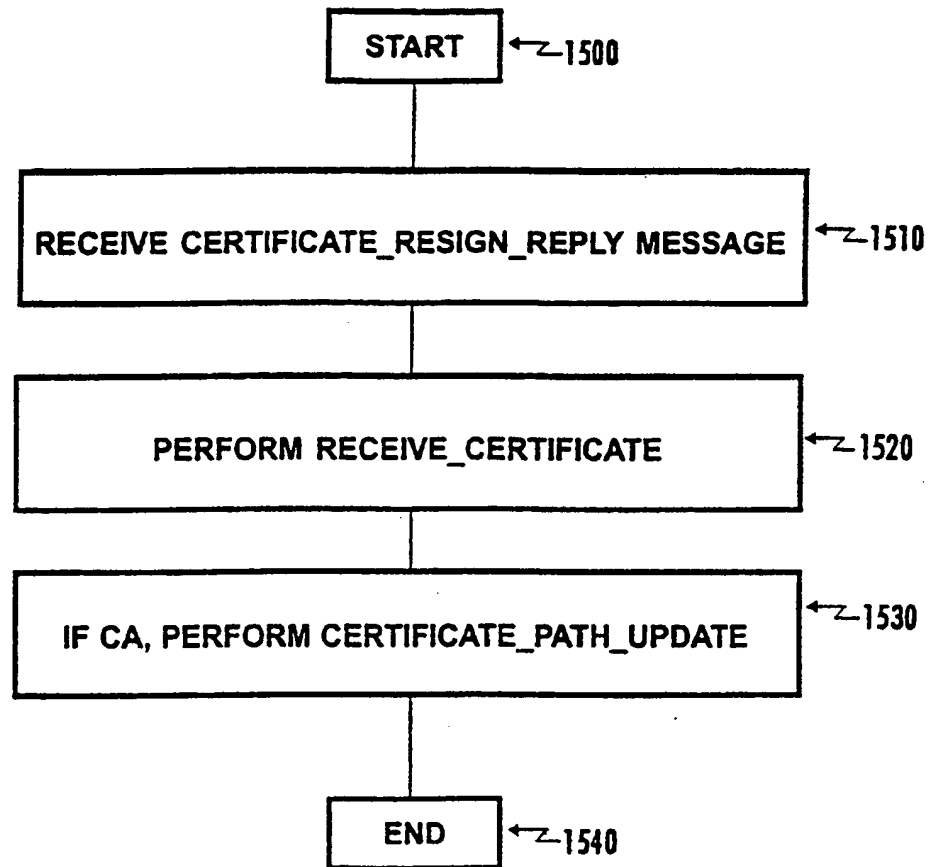 START
1500
RECEIVE CERTIFICATE_RESIGN_REPLY MESSAGE
1510
PERFORM RECEIVE_CERTIFICATE
1520
IF CA, PERFORM CERTIFICATE_PATH_UPDATE
1530
END
1540